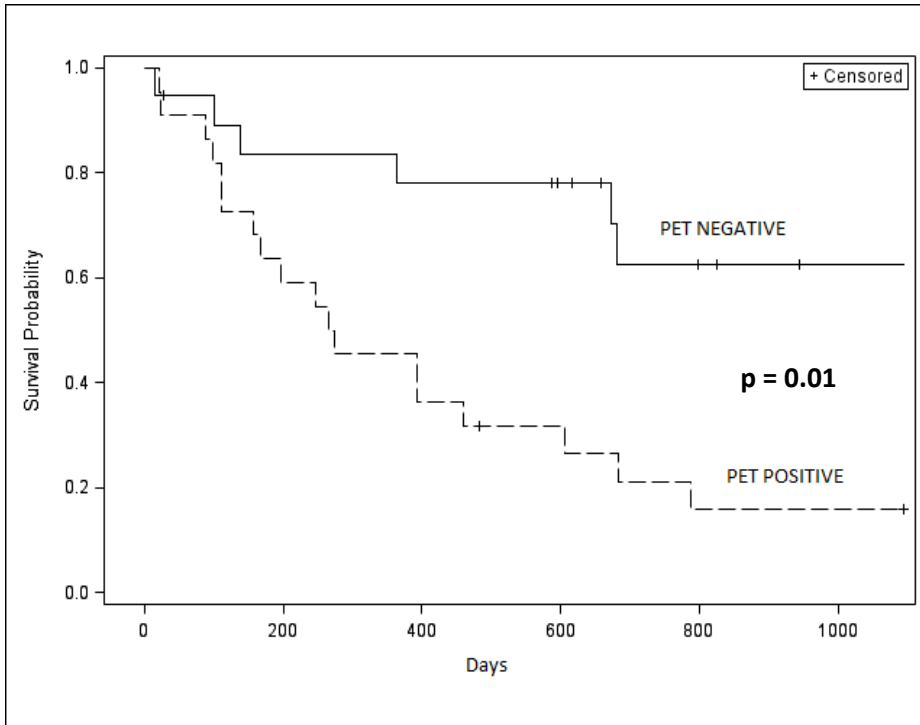 1.0
+ Censored
0.8
PET NEGATIVE
0.6
Survival Probability
p = 0.01
0.4
PET POSITIVE
0.2
0.0
0 200 400 600 800 1000
Days